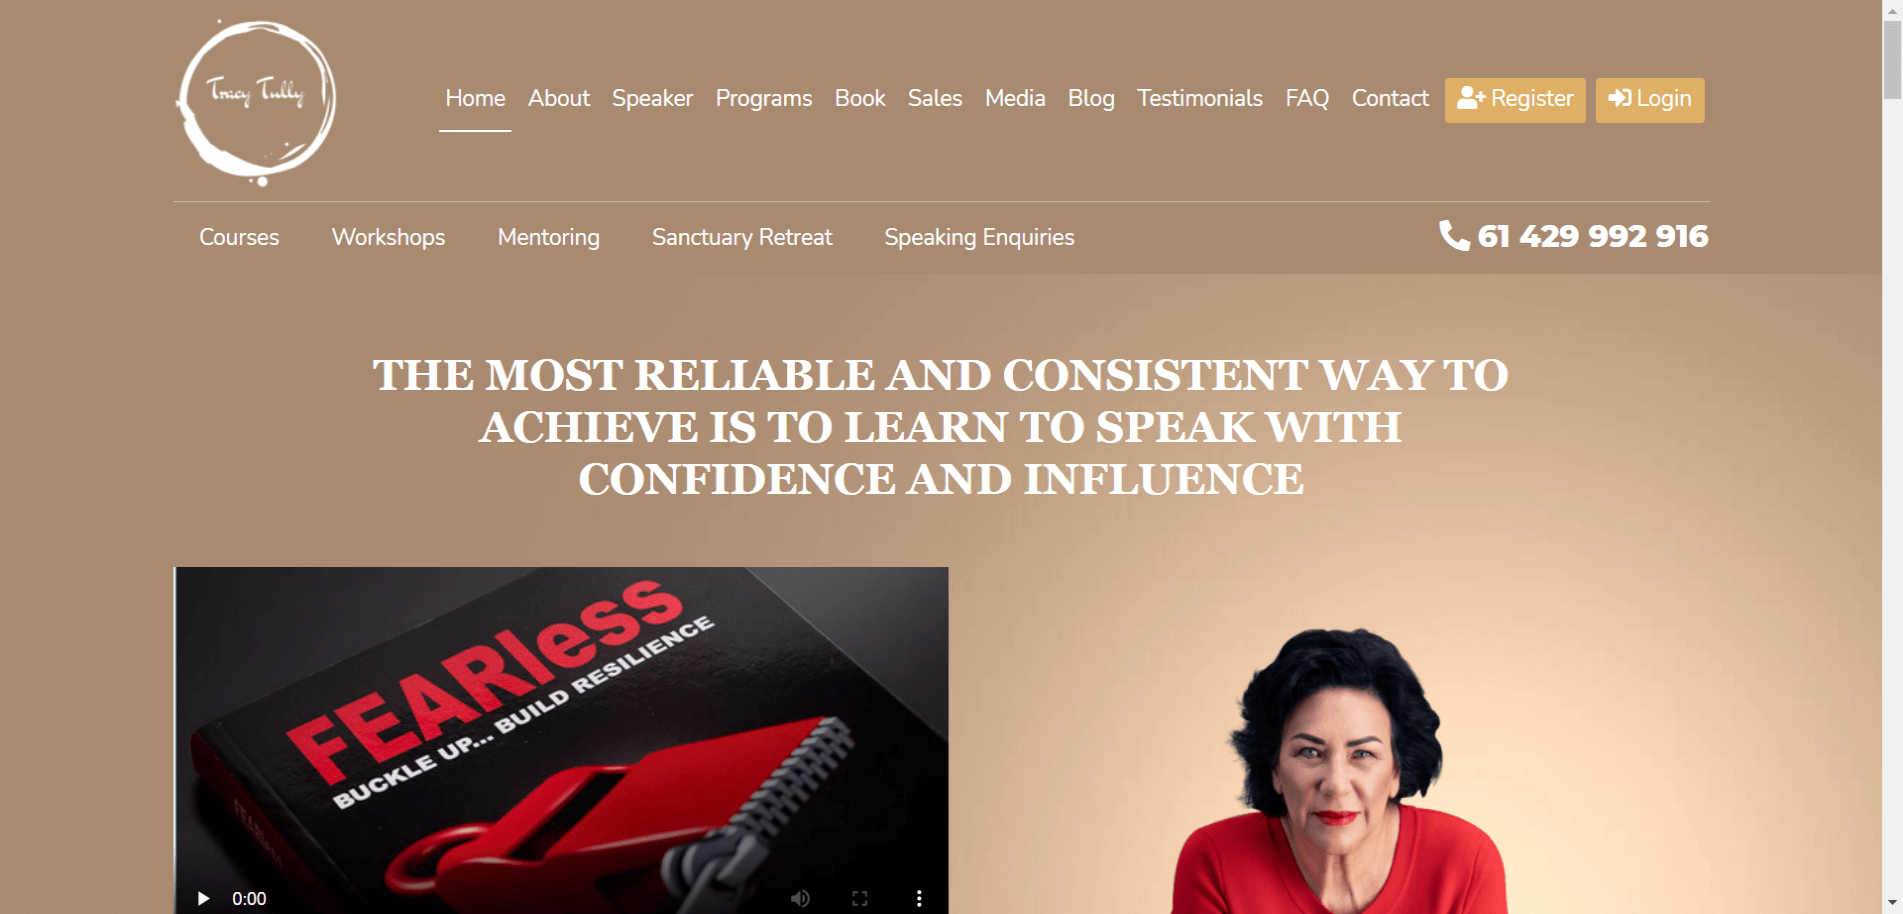 Tracy Tully
Home About Speaker Programs Book Sales Media Blog Testimonials FAQ Contact Register Login
Courses Workshops Mentoring Sanctuary Retreat Speaking Enquiries 61 429 992 916
THE MOST RELIABLE AND CONSISTENT WAY TO
ACHIEVE IS TO LEARN TO SPEAK WITH
CONFIDENCE AND INFLUENCE
FEARless
BUCKLE UP... BUILD RESILIENCE
FEARless
0:00